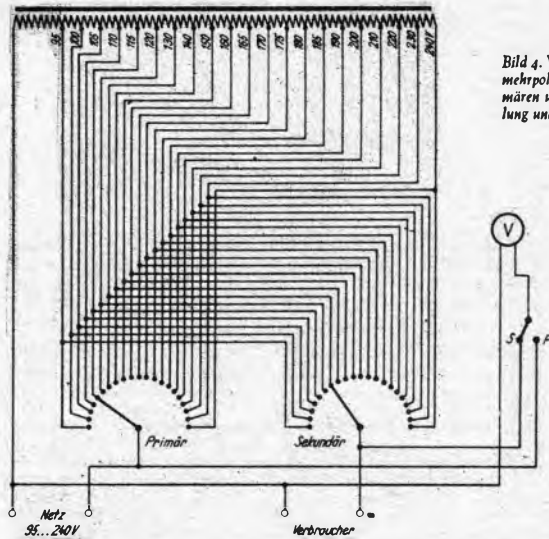 95 100 105 110 115 120 130 140 150 160 165 170 175 180 185 190 200 210 220 230 240V
Bild 4.
mehrpol
mären u
lung und
V
S
Primär
Sekundär
Netz
95...240V
Verbraucher